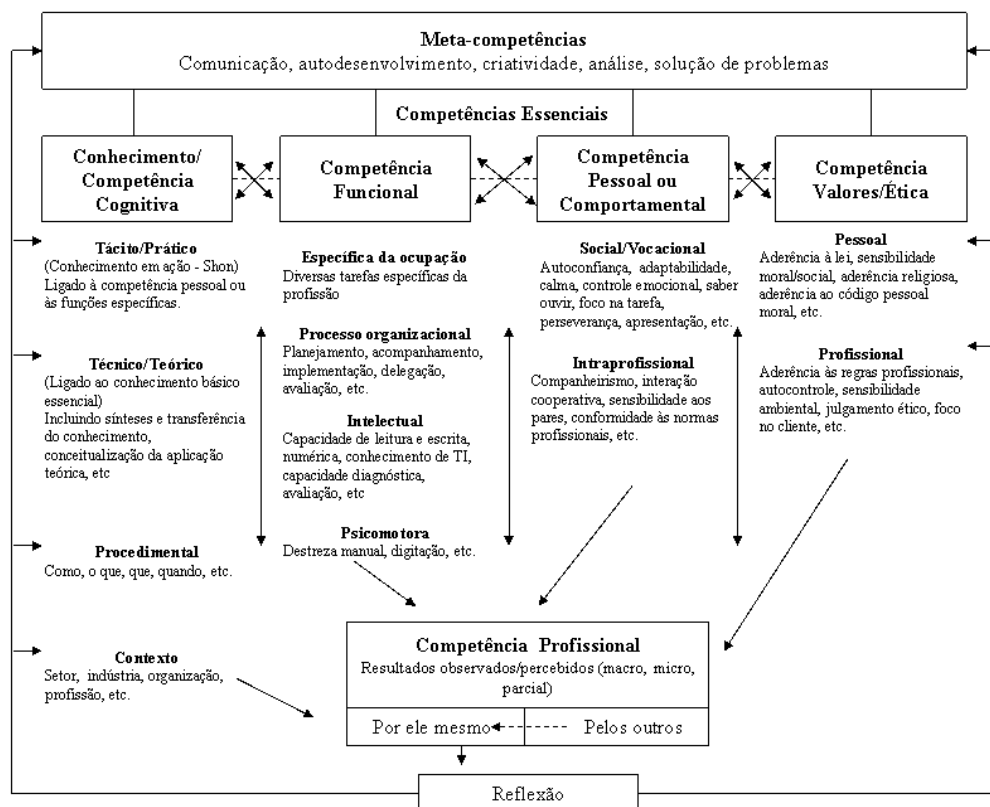 Meta-competências
Comunicação, autodesenvolvimento, criatividade, análise, solução de problemas
Competências Essenciais
Conhecimento/
Competência
Cognitiva
Competência
Funcional
Competência
Pessoal ou
Comportamental
Competência
Valores/Ética
Tácito/Prático
(Conhecimento em ação - Shon)
Ligado à competência pessoal ou
às funções específicas.
Técnico/Teórico
(Ligado ao conhecimento básico
essencial)
Incluindo sínteses e transferência
do conhecimento,
conceitualização da aplicação
teórica, etc
Procedimental
Como, o que, que, quando, etc.
Contexto
Setor, indústria, organização,
profissão, etc.
Específica da ocupação
Diversas tarefas específicas da
profissão
Processo organizacional
Planejamento, acompanhamento,
implementação, delegação,
avaliação, etc.
Intelectual
Capacidade de leitura e escrita,
numérica, conhecimento de TI,
capacidade diagnóstica,
avaliação, etc
Psicomotora
Destreza manual, digitação, etc.
Social/Vocacional
Autoconfiança, adaptabilidade,
calma, controle emocional, saber
ouvir, foco na tarefa,
perseverança, apresentação, etc.
Intraprofissional
Companheirismo, interação
cooperativa, sensibilidade aos
pares, conformidade às normas
profissionais, etc.
Pessoal
Aderência à lei, sensibilidade
moral/social, aderência religiosa,
aderência ao código pessoal
moral, etc.
Profissional
Aderência às regras profissionais,
autocontrole, sensibilidade
ambiental, julgamento ético, foco
no cliente, etc.
Competência Profissional
Resultados observados/percebidos (macro, micro,
parcial)
Por ele mesmo
Pelos outros
Reflexão